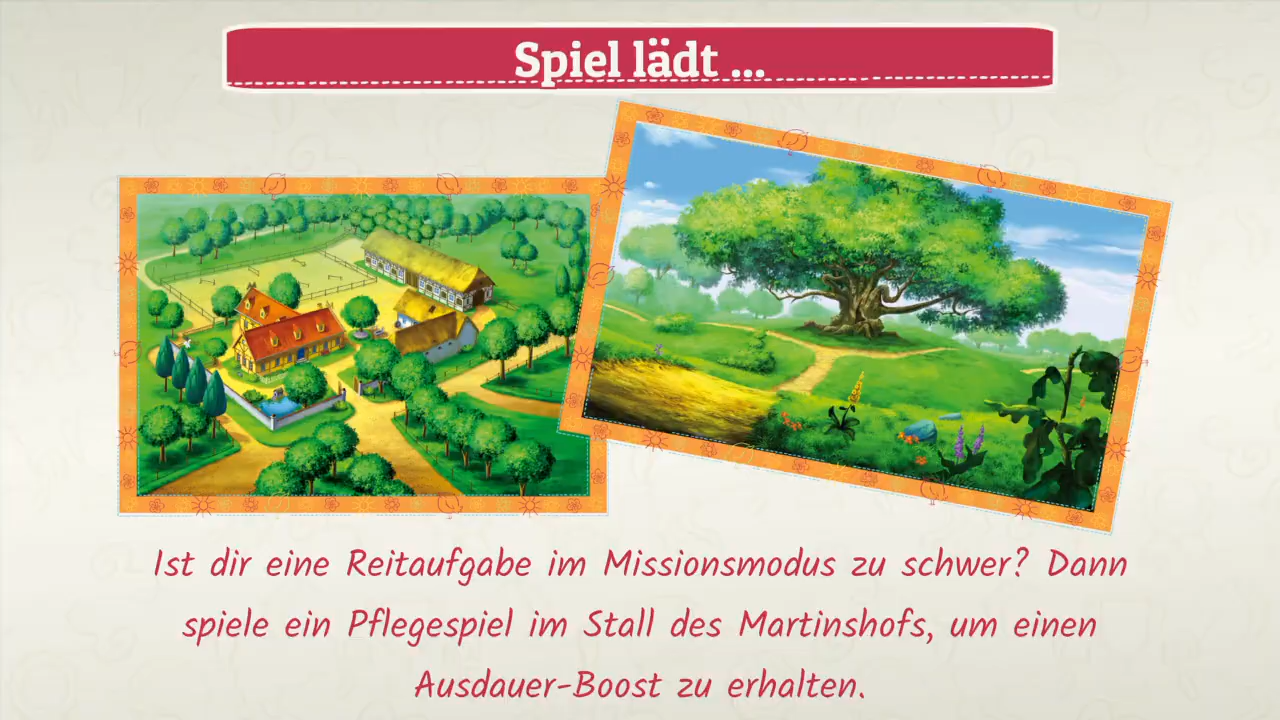 Spiel lädt ...
Ist dir eine Reitaufgabe im Missionsmodus zu schwer? Dann
spiele ein Pflegespiel im Stall des Martinshofs, um einen
Ausdauer-Boost zu erhalten.